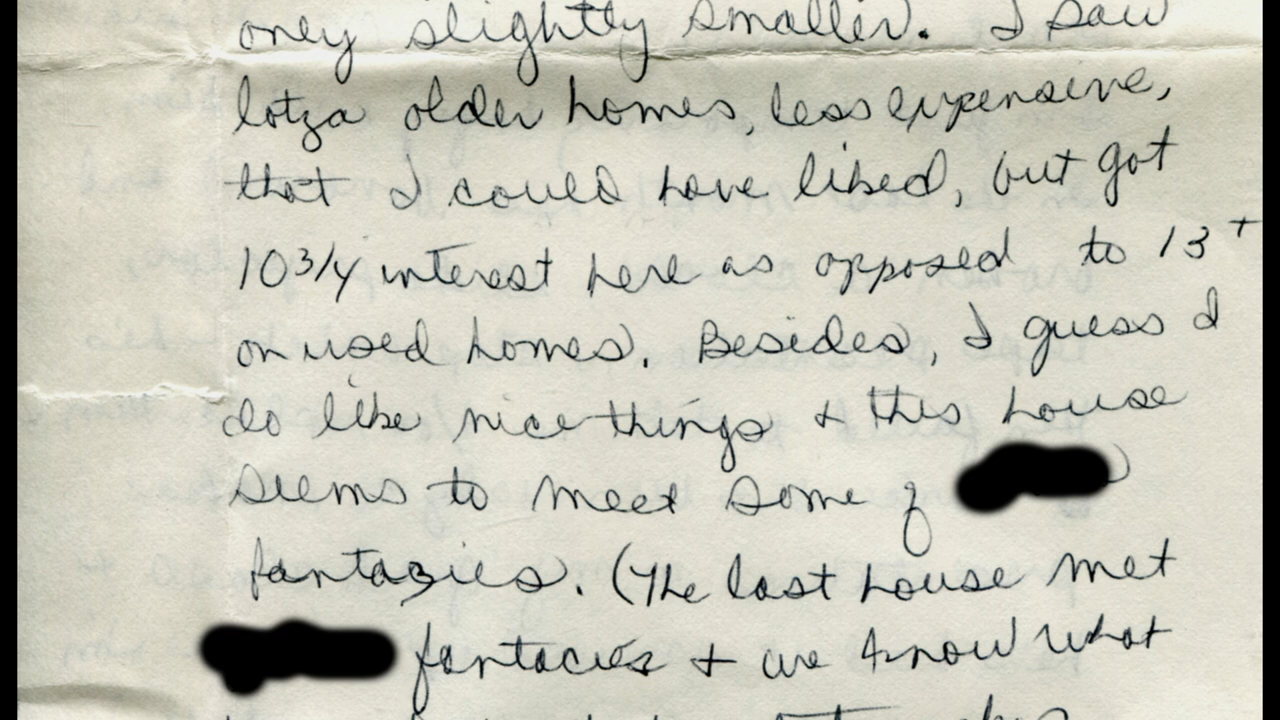 only slightly smaller. I saw
lotza older homes, less expensive,
that I could have liked, but got
10 3/4 interest here as opposed to 13+
on used homes. Besides, I guess I
do like nice things & this house
seems to meet some of
fantazies. (The last house met
fantacies & we know what